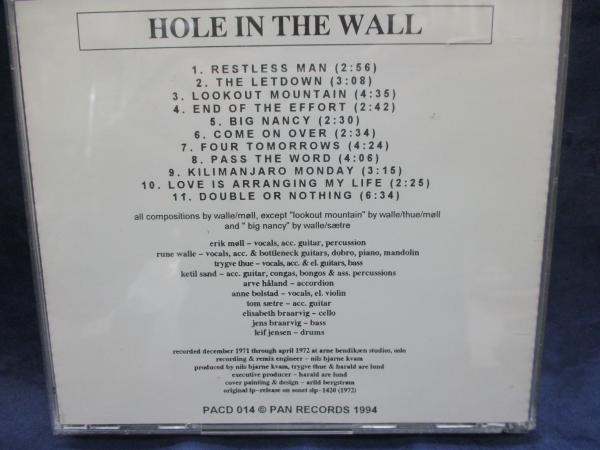 HOLE IN THE WALL
1. RESTLESS MAN (2:56)
2. THE LETDOWN (3:08)
3. LOOKOUT MOUNTAIN (4:35)
4. END OF THE EFFORT (2:42)
5. BIG NANCY (2:30)
6. COME ON OVER (2:34)
7. FOUR TOMORROWS (4:24)
8. PASS THE WORD (4:06)
9. KILIMANJARO MONDAY (3:15)
10. LOVE IS ARRANGING MY LIFE (2:25)
11. DOUBLE OR NOTHING (6:34)
all compositions by walle/møll, except "lookout mountain" by walle/thue/møll
and " big nancy" by walle/sætre
erik møll – vocals, acc. guitar, percussion
rune walle – vocals, acc. & bottleneck guitars, dobro, piano, mandolin
trygve thue – vocals, acc. & el. guitars, bass
ketil sand – acc. guitar, congas, bongos & ass. percussions
arve håland – accordion
anne bolstad – vocals, el. violin
tom sætre – acc. guitar
elisabeth braarvig – cello
jens braarvig – bass
leif jensen – drums
recorded december 1971 through april 1972 at arne bendiksen studios, oslo
recording & remix engineer – nils bjarne kvam
produced by nils bjarne kvam, trygve thue & harald are lund
executive producer – harald are lund
cover painting & design – arild bergstrøm
original lp–release on sonet slp–1420 (1972)
PACD 014 © PAN RECORDS 1994